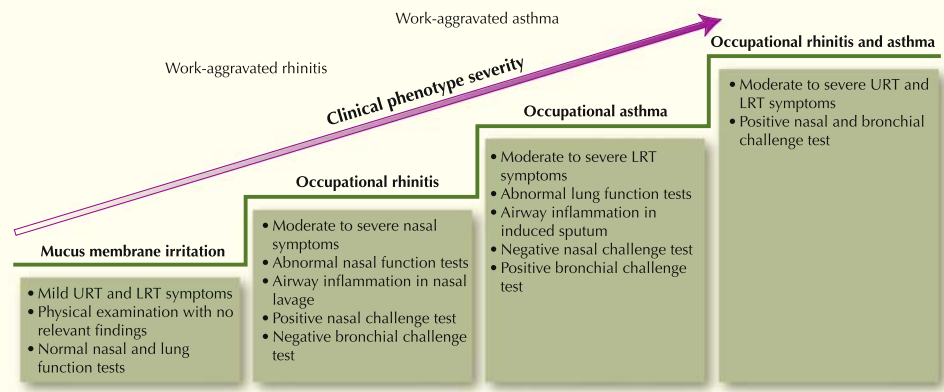 Work-aggravated asthma
Work-aggravated rhinitis
Clinical phenotype severity
Mucus membrane irritation
• Mild URT and LRT symptoms
• Physical examination with no
relevant findings
• Normal nasal and lung
function tests
Occupational rhinitis
• Moderate to severe nasal
symptoms
• Abnormal nasal function tests
• Airway inflammation in nasal
lavage
• Positive nasal challenge test
• Negative bronchial challenge
test
Occupational asthma
• Moderate to severe LRT
symptoms
• Abnormal lung function tests
• Airway inflammation in
induced sputum
• Negative nasal challenge test
• Positive bronchial challenge
test
Occupational rhinitis and asthma
• Moderate to severe URT and
LRT symptoms
• Positive nasal and bronchial
challenge test